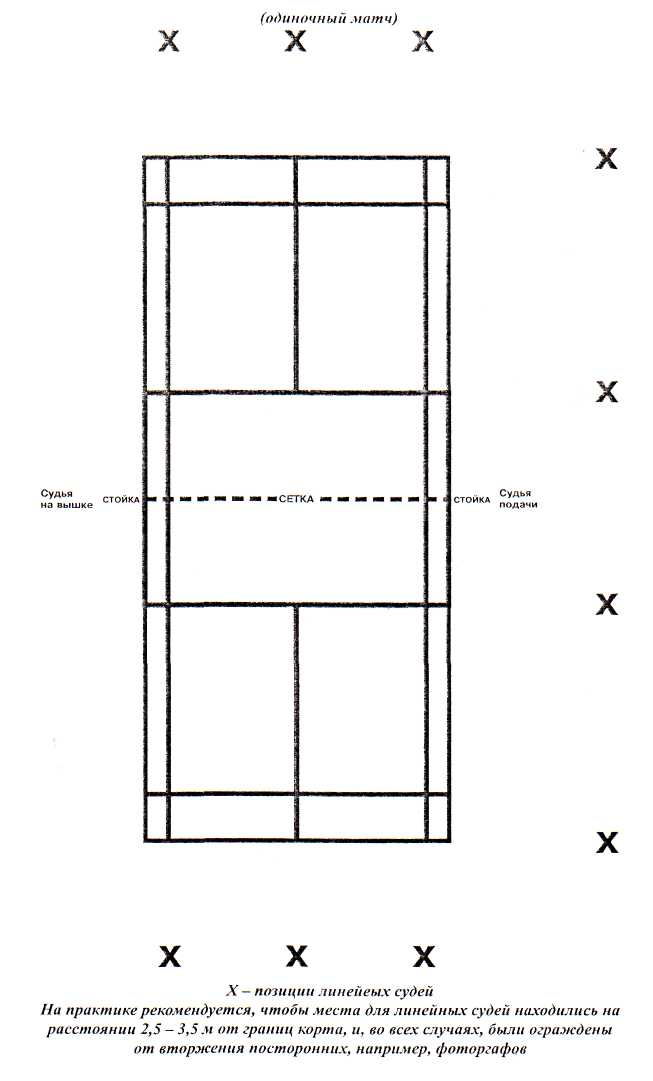 (одиночный матч)
X X X
X
X
Судья
на вышке
СТОЙКА
СЕТКА
СТОЙКА
Судья
подачи
X
X
X X X
X – позиции линейеых судей
На практике рекомендуется, чтобы места для линейных судей находились на
расстоянии 2,5 – 3,5 м от границ корта, и, во всех случаях, были ограждены
от вторжения посторонних, например, фоторгафов